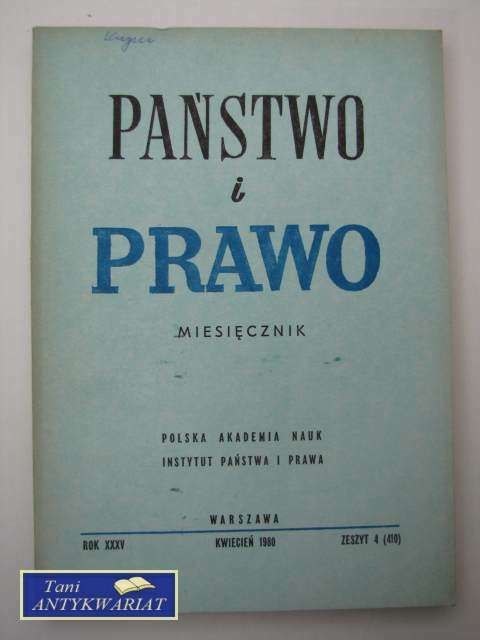 PAŃSTWO
i
PRAWO
MIESIĘCZNIK
POLSKA AKADEMIA NAUK
INSTYTUT PAŃSTWA I PRAWA
WARSZAWA
ROK XXXV KWIECIEŃ 1980 ZESZYT 4 (410)
Tani
ANTYKWARIAT